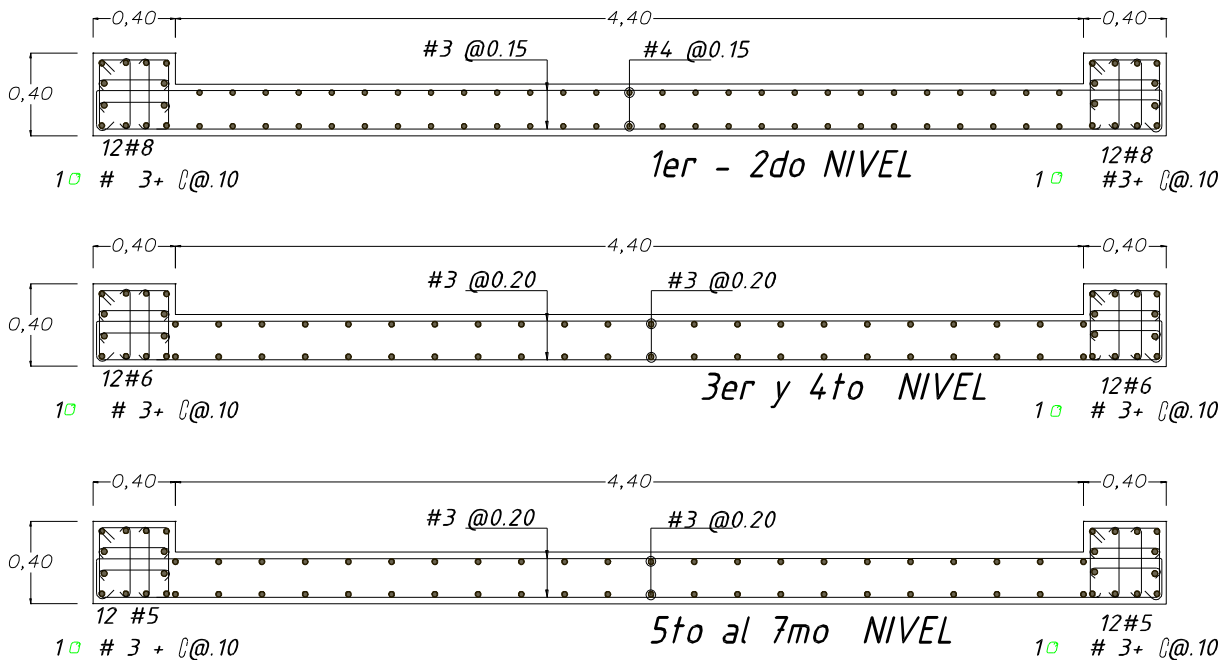 0,40 4,40 0,40
#3 @0.15 #4 @0.15
0,40
12#8 1er - 2do NIVEL 12#8
1 # 3+ C@.10 1 #3+ C@.10
0,40 4,40 0,40
#3 @0.20 #3 @0.20
0,40
12#6 3er y 4to NIVEL 12#6
1 # 3+ C@.10 1 # 3+ C@.10
0,40 4,40 0,40
#3 @0.20 #3 @0.20
0,40
12 #5 5to al 7mo NIVEL 12#5
1 # 3 + C@.10 1 # 3+ C@.10